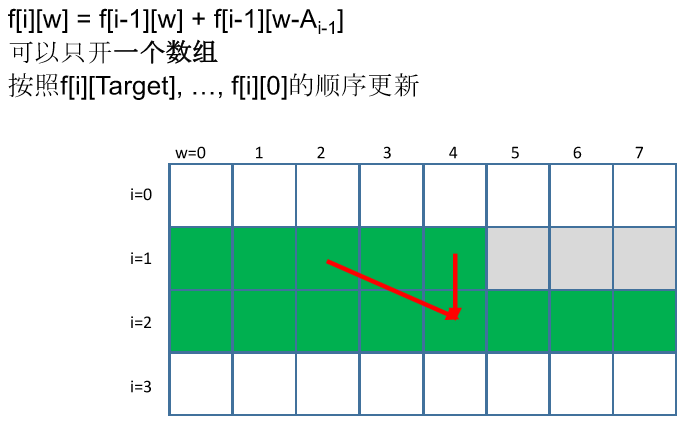 f[i][w] = f[i-1][w] + f[i-1][w-Ai-1]
可以只开一个数组
按照f[i][Target], …, f[i][0]的顺序更新
w=0 1 2 3 4 5 6 7
i=0
i=1
i=2
i=3